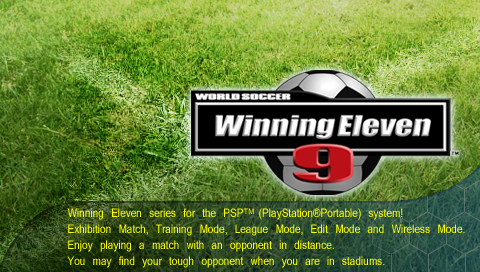 WORLD SOCCER
Winning Eleven
9
TM
Winning Eleven series for the PSP™ (PlayStation®Portable) system!
Exhibition Match, Training Mode, League Mode, Edit Mode and Wireless Mode.
Enjoy playing a match with an opponent in distance.
You may find your tough opponent when you are in stadiums.